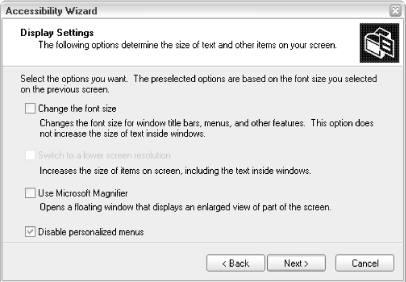 Accessibility Wizard
Display Settings
The following options determine the size of text and other items on your screen.
Select the options you want. The preselected options are based on the font size you selected
on the previous screen.
Change the font size
Changes the font size for window title bars, menus, and other features. This option does
not increase the size of text inside windows.
Switch to a lower screen resolution
Increases the size of items on screen, including the text inside windows.
Use Microsoft Magnifier
Opens a floating window that displays an enlarged view of part of the screen.
Disable personalized menus
< Back
Next >
Cancel